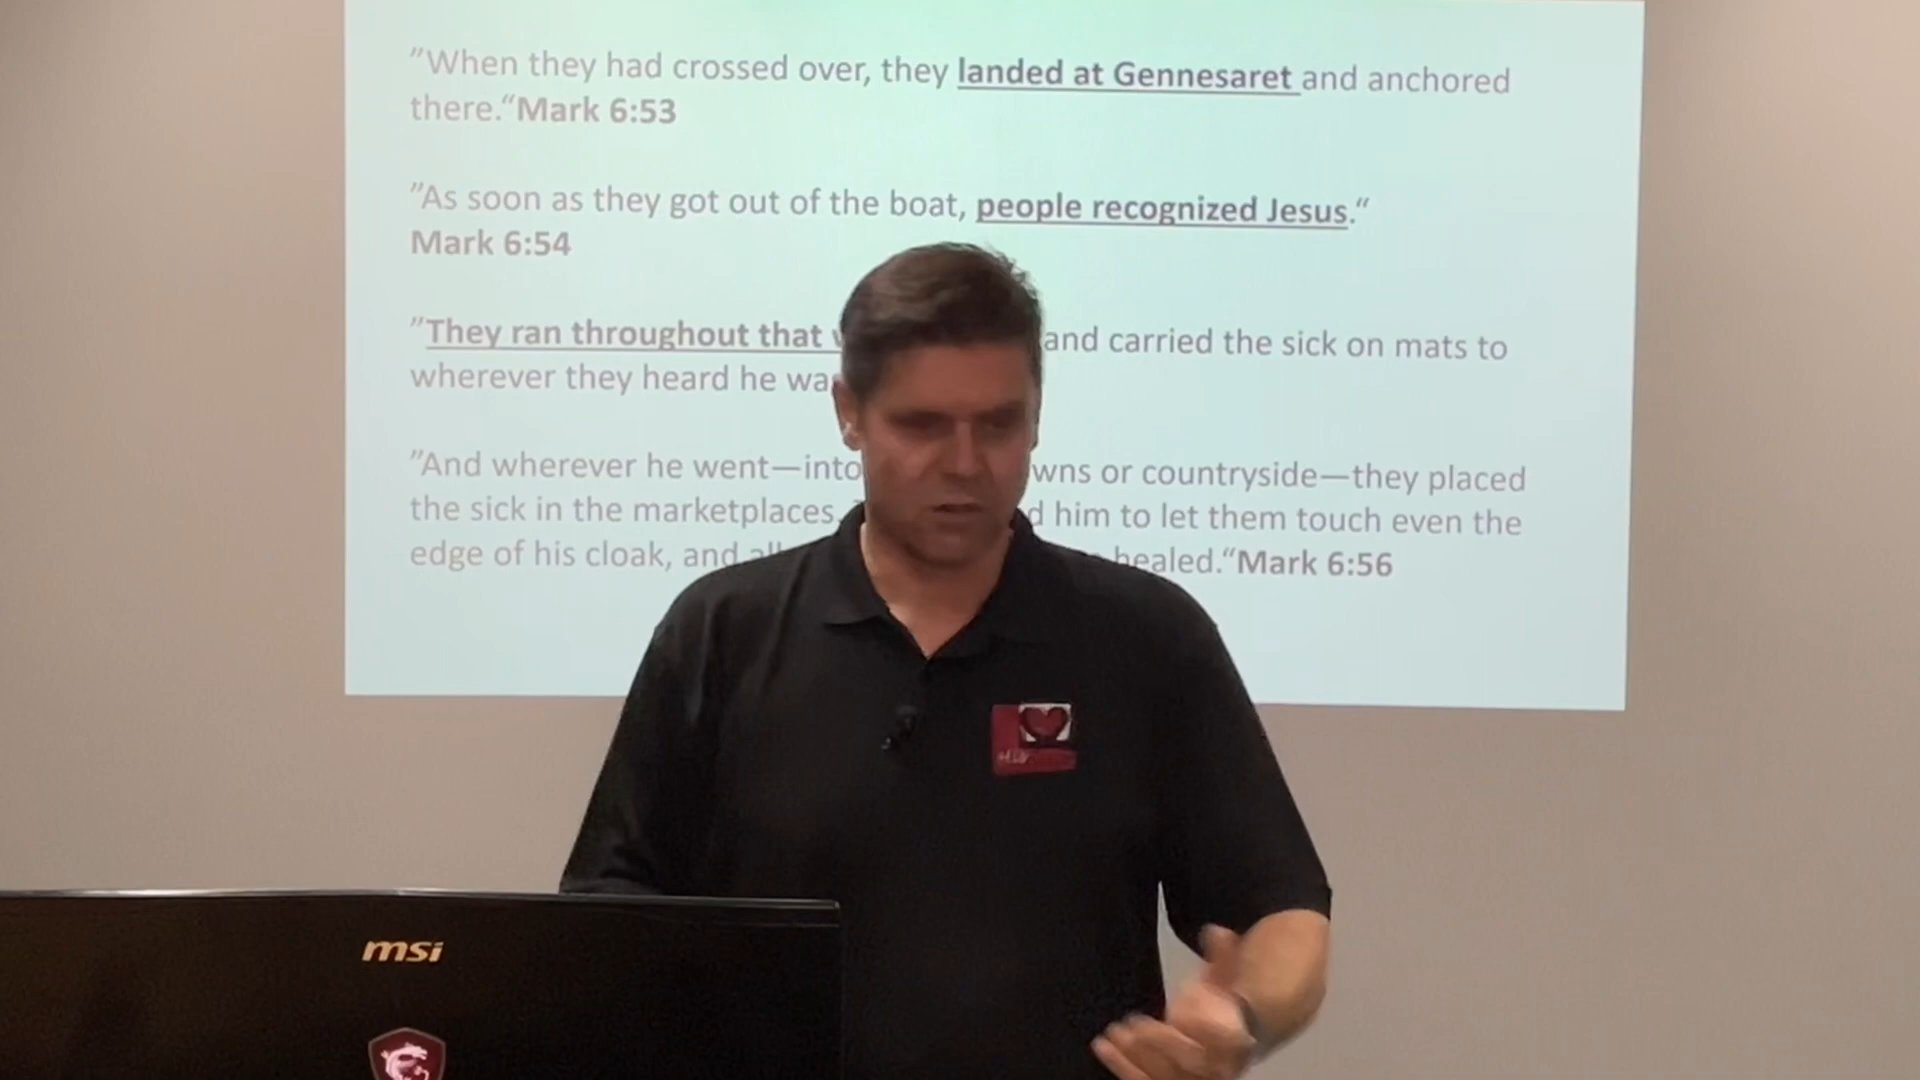 ”When they had crossed over, they landed at Gennesaret and anchored
there.“Mark 6:53
”As soon as they got out of the boat, people recognized Jesus.“
Mark 6:54
”They ran throughout that and carried the sick on mats to
wherever they heard he
”And wherever he went—into or countryside—they placed
the sick in the marketplaces. him to let them touch even the
edge of his cloak, and healed.“Mark 6:56
msi